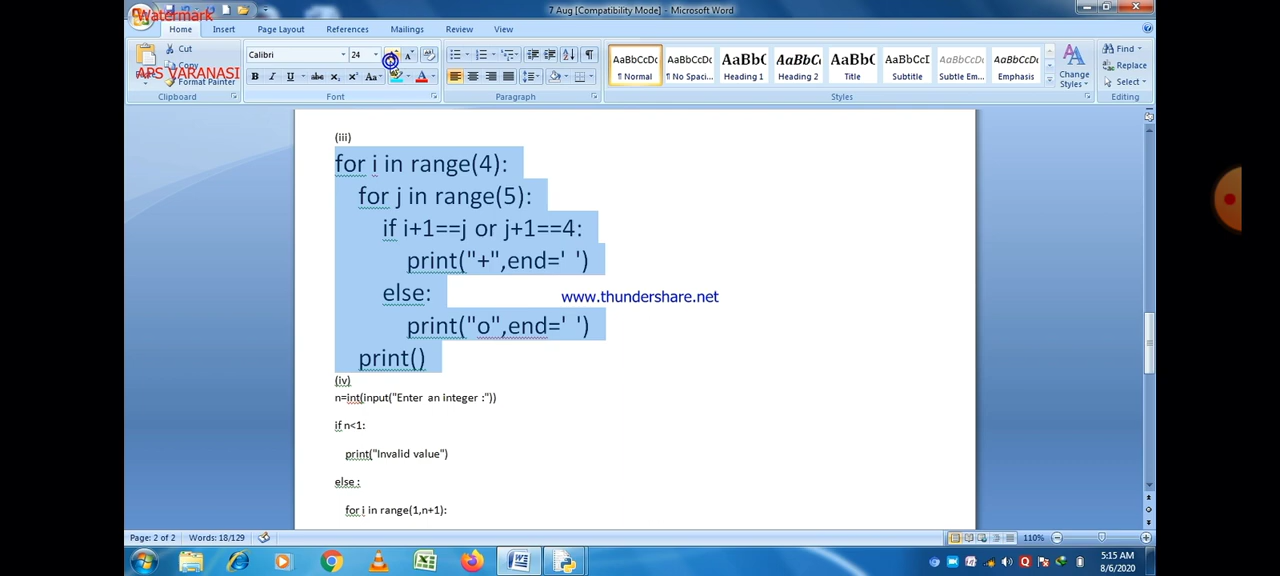 7 Aug [Compatibility Mode] - Microsoft Word
Watermark
Home Insert Page Layout References Mailings Review View
Cut
Copy
Format Painter
APS VARANASI
Calibri 24
Clipboard
Font
Paragraph
AaBbCcDc AaBbCcDc AaBbC AaBbCc AaBbC AaBbCcI AaBbCcDc AaBbCcDc
¶ Normal ¶ No Spaci... Heading 1 Heading 2 Title Subtitle Subtle Em... Emphasis
Change Styles
Styles
Find
Replace
Select
Editing
(iii)
for i in range(4):
for j in range(5):
if i+1==j or j+1==4:
print("+",end=' ')
else:
print("o",end=' ')
print()
www.thundershare.net
(iv)
n=int(input("Enter an integer :"))
if n<1:
print("Invalid value")
else :
for i in range(1,n+1):
Page: 2 of 2 Words: 18/129 110%
5:15 AM
8/6/2020